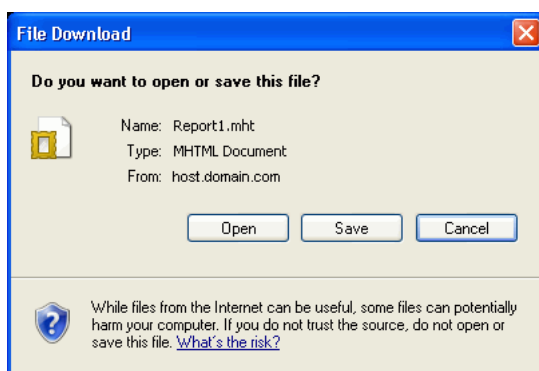 File Download
Do you want to open or save this file?
Name: Report1.mht
Type: MHTML Document
From: host.domain.com
Open Save Cancel
While files from the Internet can be useful, some files can potentially
harm your computer. If you do not trust the source, do not open or
save this file. What's the risk?